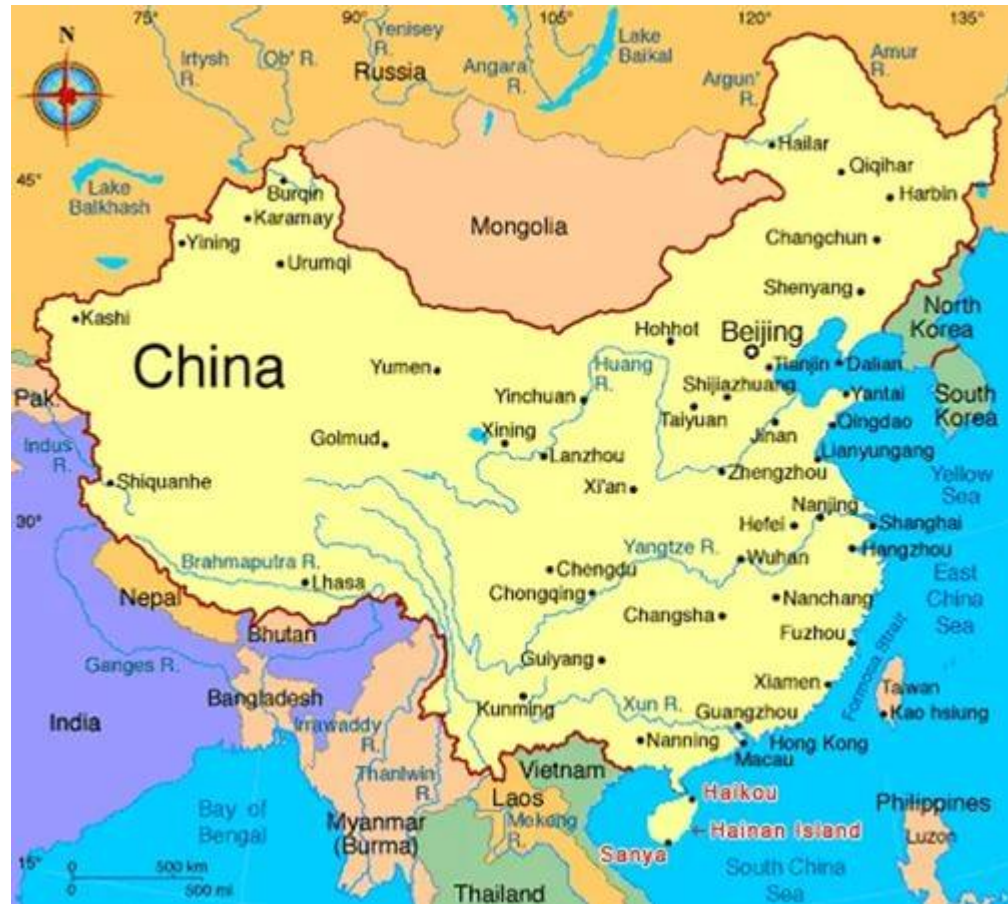 75°
90°
105°
120°
135°
N
Irtysh
R.
Ob' R.
Yenisey
R.
Russia
Angara'
R.
Lake
Baikal
Argun'
R.
Amur
R.
45°
Lake
Balkhash
Burqin
Karamay
Yining
Urumqi
Mongolia
Hailar
Qiqihar
Harbin
Changchun
Shenyang
Kashi
China
Yumen
Hohhot
Beijing
North
Korea
Huang
R.
Tianjin
Dalian
Shijiazhuang
Yinchuan
Taiyuan
Yantai
South
Korea
Pak.
Indus
R.
Golmud
Xining
Lanzhou
Jinan
Qingdao
Lianyungang
Shiquanhe
Xi'an
Zhengzhou
Yellow
Sea
30°
Nanjing
Hefei
Shanghai
Brahmaputra R.
Lhasa
Yangtze R.
Wuhan
Hangzhou
Chengdu
Chongqing
East
China
Sea
Nepal
Bhutan
Changsha
Nanchang
Fuzhou
Ganges R.
Guiyang
Formosa Strait
Bangladesh
Xiamen
Taiwan
India
Irrawaddy
R.
Kunming
Xun R.
Guangzhou
Kao hsiung
Nanning
Hong Kong
Macau
Thanlwin
R.
Vietnam
Bay of
Bengal
Laos
Haikou
Philippines
Myanmar
(Burma)
Mekong
R.
Hainan Island
Luzon
Sanya
15°
0
500 km
0
500 mi
Thailand
South China
Sea